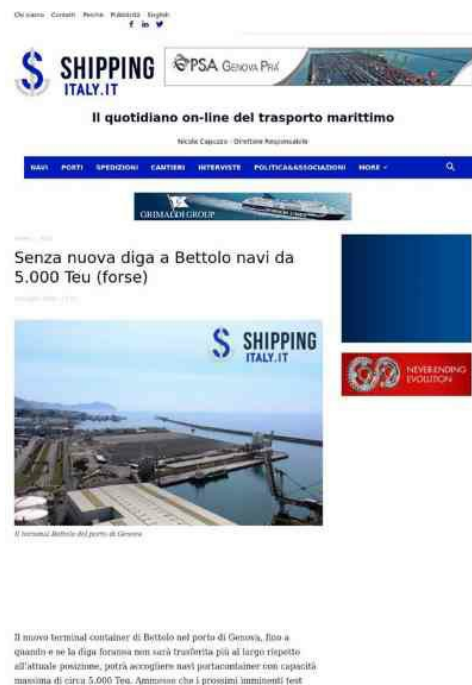 Chi siamo Contatti Perchè Pubblicità English
SHIPPING
ITALY.IT
PSA GENOVA PRA'
Il quotidiano on-line del trasporto marittimo
Nicola Capuzzo - Direttore Responsabile
NAVI PORTI SPEDIZIONI CANTIERI INTERVISTE POLITICA&ASSOCIAZIONI MORE
GRIMALDI GROUP
Senza nuova diga a Bettolo navi da
5.000 Teu (forse)
SHIPPING
ITALY.IT
NEVERENDING
EVOLUTION
Il terminal Bettolo del porto di Genova
Il nuovo terminal container di Bettolo nel porto di Genova, fino a
quando e se la diga foranea non sarà trasferita più al largo rispetto
all'attuale posizione, potrà accogliere navi portacontainer con capacità
massima di circa 5.000 Teu. Ammesso che i prossimi imminenti test